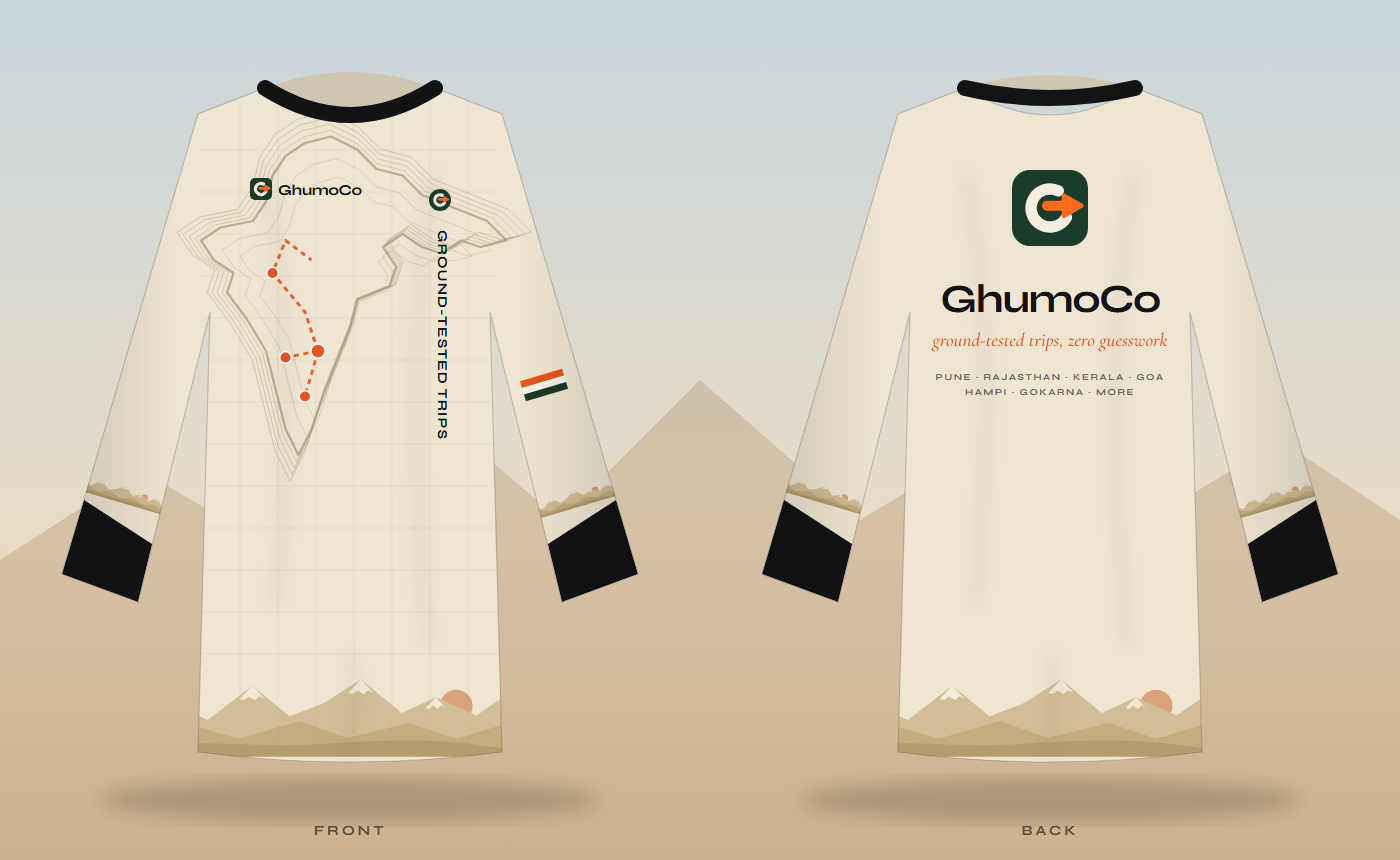 GhumoCo
GROUND-TESTED TRIPS
GhumoCo
ground-tested trips, zero guesswork
PUNE · RAJASTHAN · KERALA · GOA
HAMPI · GOKARNA · MORE
FRONT
BACK